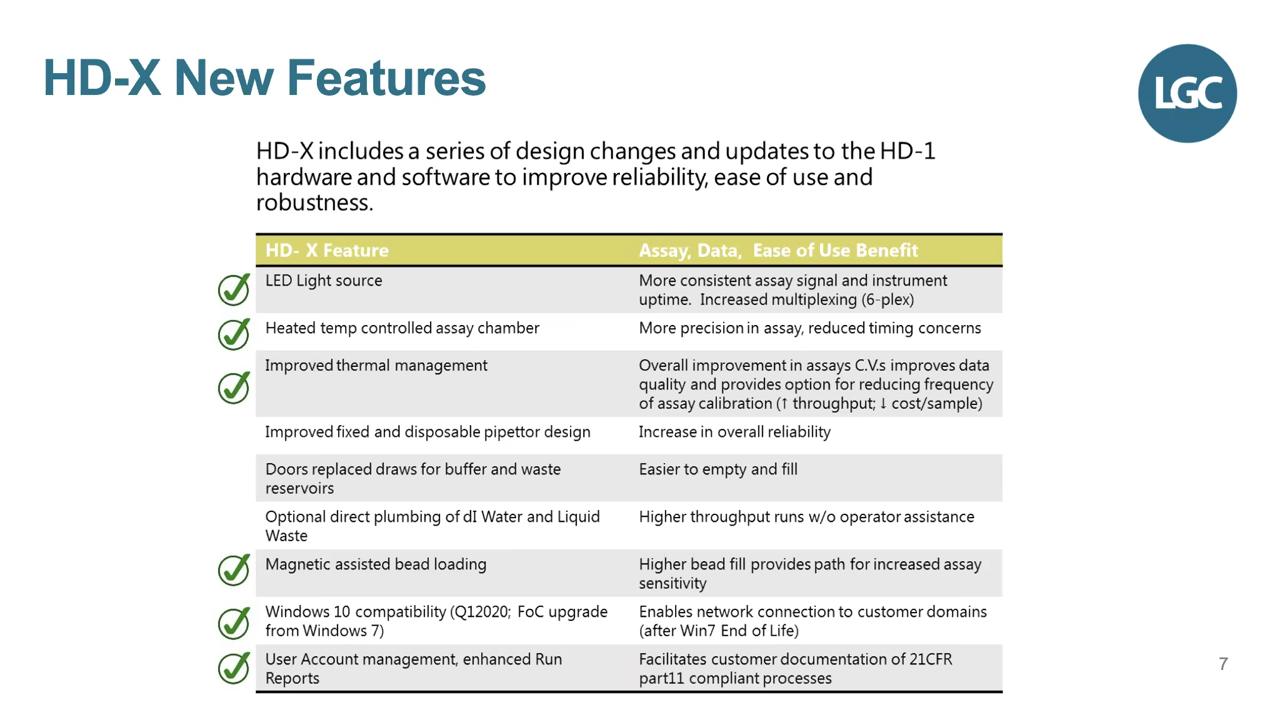 HD-X New Features
LGC
HD-X includes a series of design changes and updates to the HD-1
hardware and software to improve reliability, ease of use and
robustness.
HD- X Feature
Assay, Data,  Ease of Use Benefit
LED Light source
More consistent assay signal and instrument
uptime.  Increased multiplexing (6-plex)
Heated temp controlled assay chamber
More precision in assay, reduced timing concerns
Improved thermal management
Overall improvement in assays C.V.s improves data
quality and provides option for reducing frequency
of assay calibration (↑ throughput; ↓ cost/sample)
Improved fixed and disposable pipettor design
Increase in overall reliability
Doors replaced draws for buffer and waste
reservoirs
Easier to empty and fill
Optional direct plumbing of dI Water and Liquid
Waste
Higher throughput runs w/o operator assistance
Magnetic assisted bead loading
Higher bead fill provides path for increased assay
sensitivity
Windows 10 compatibility (Q12020; FoC upgrade
from Windows 7)
Enables network connection to customer domains
(after Win7 End of Life)
User Account management, enhanced Run
Reports
Facilitates customer documentation of 21CFR
part11 compliant processes
7